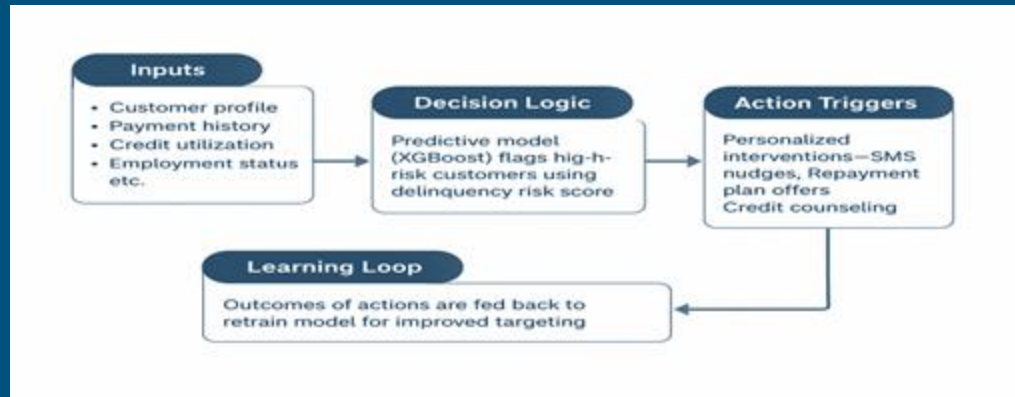 Inputs
• Customer profile
• Payment history
• Credit utilization
• Employment status
etc.
Decision Logic
Predictive model
(XGBoost) flags hig-h-
risk customers using
delinquency risk score
Action Triggers
Personalized
interventions—SMS
nudges, Repayment
plan offers
Credit counseling
Learning Loop
Outcomes of actions are fed back to
retrain model for improved targeting